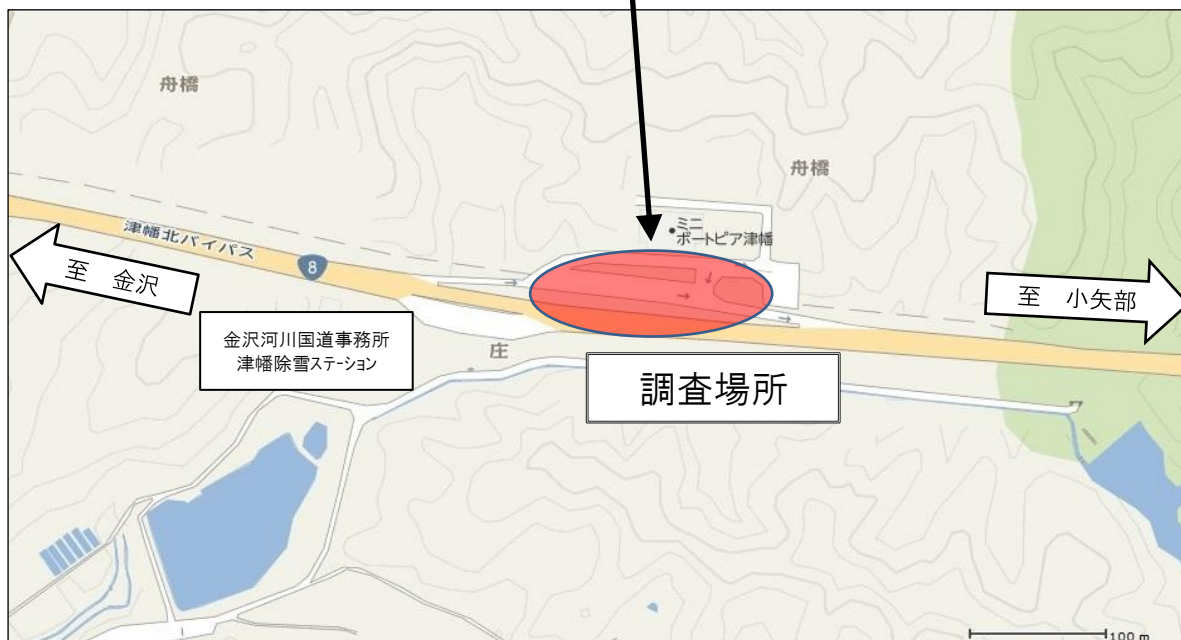 舟橋
舟橋
ミニ
ボートピア津幡
津幡北バイパス
8
至 金沢
至 小矢部
金沢河川国道事務所
津幡除雪ステーション
庄
調査場所
100 m